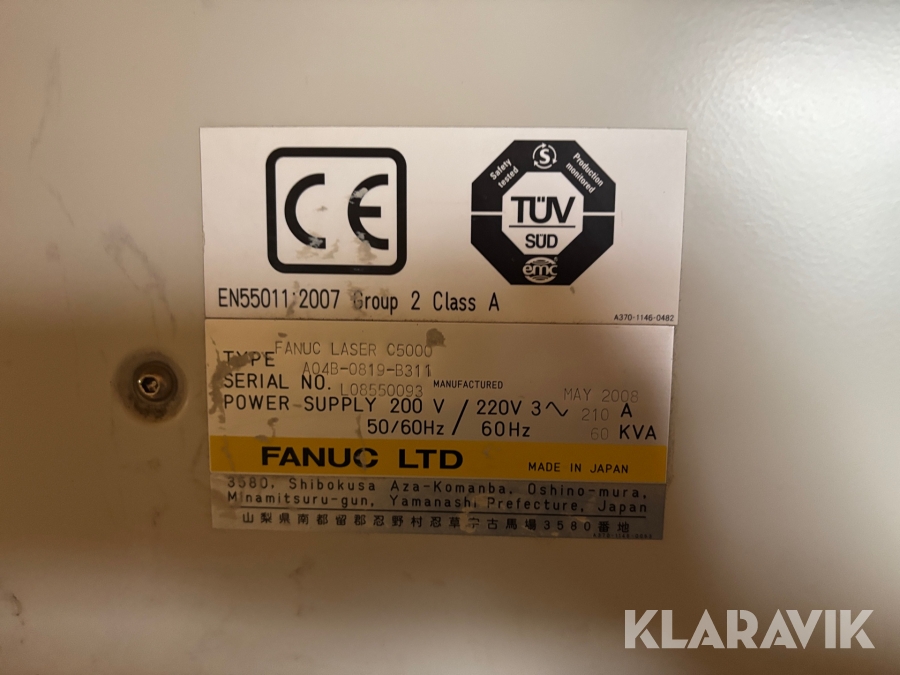 CE
Safety tested
S
Production monitored
TÜV
SÜD
emc
EN55011:2007 Group 2 Class A
A370-1146-0482
FANUC LASER C5000
TYPE A04B-0819-B311
SERIAL NO. L08550093 MANUFACTURED MAY 2008
POWER SUPPLY 200 V / 220V 3~ 210 A
50/60Hz / 60Hz 60 KVA
FANUC LTD MADE IN JAPAN
3580, Shibokusa Aza-Komanba, Oshino-mura,
Minamitsuru-gun, Yamanashi Prefecture, Japan
山梨県南都留郡忍野村忍草字古馬場3580番地
KLARAVIK